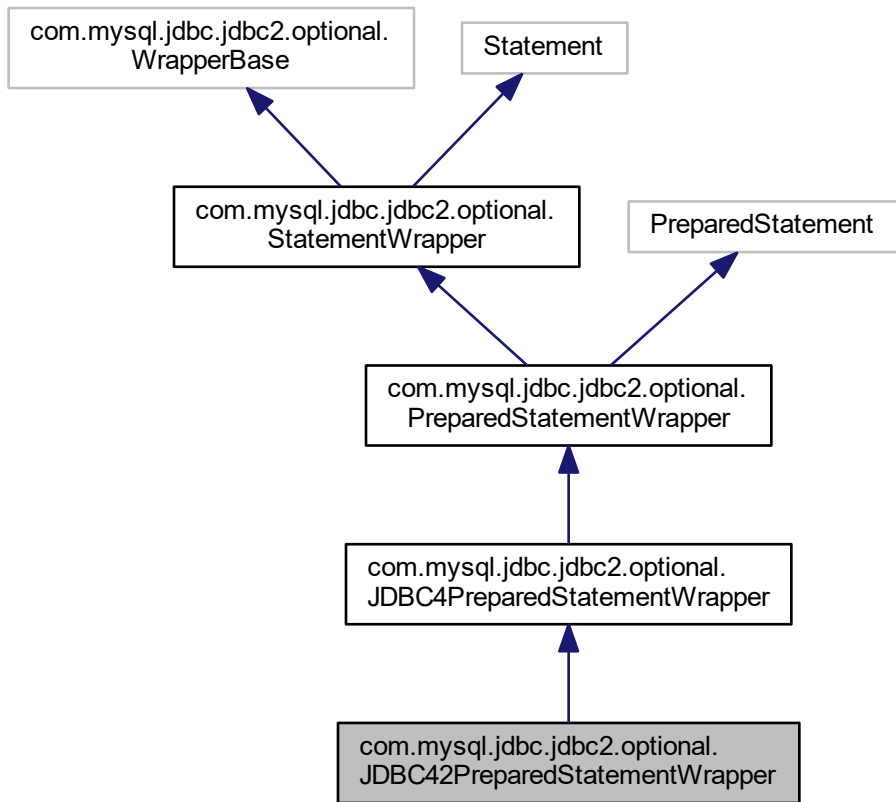 com.mysql.jdbc.jdbc2.optional.
WrapperBase
Statement
com.mysql.jdbc.jdbc2.optional.
StatementWrapper
PreparedStatement
com.mysql.jdbc.jdbc2.optional.
PreparedStatementWrapper
com.mysql.jdbc.jdbc2.optional.
JDBC4PreparedStatementWrapper
com.mysql.jdbc.jdbc2.optional.
JDBC42PreparedStatementWrapper